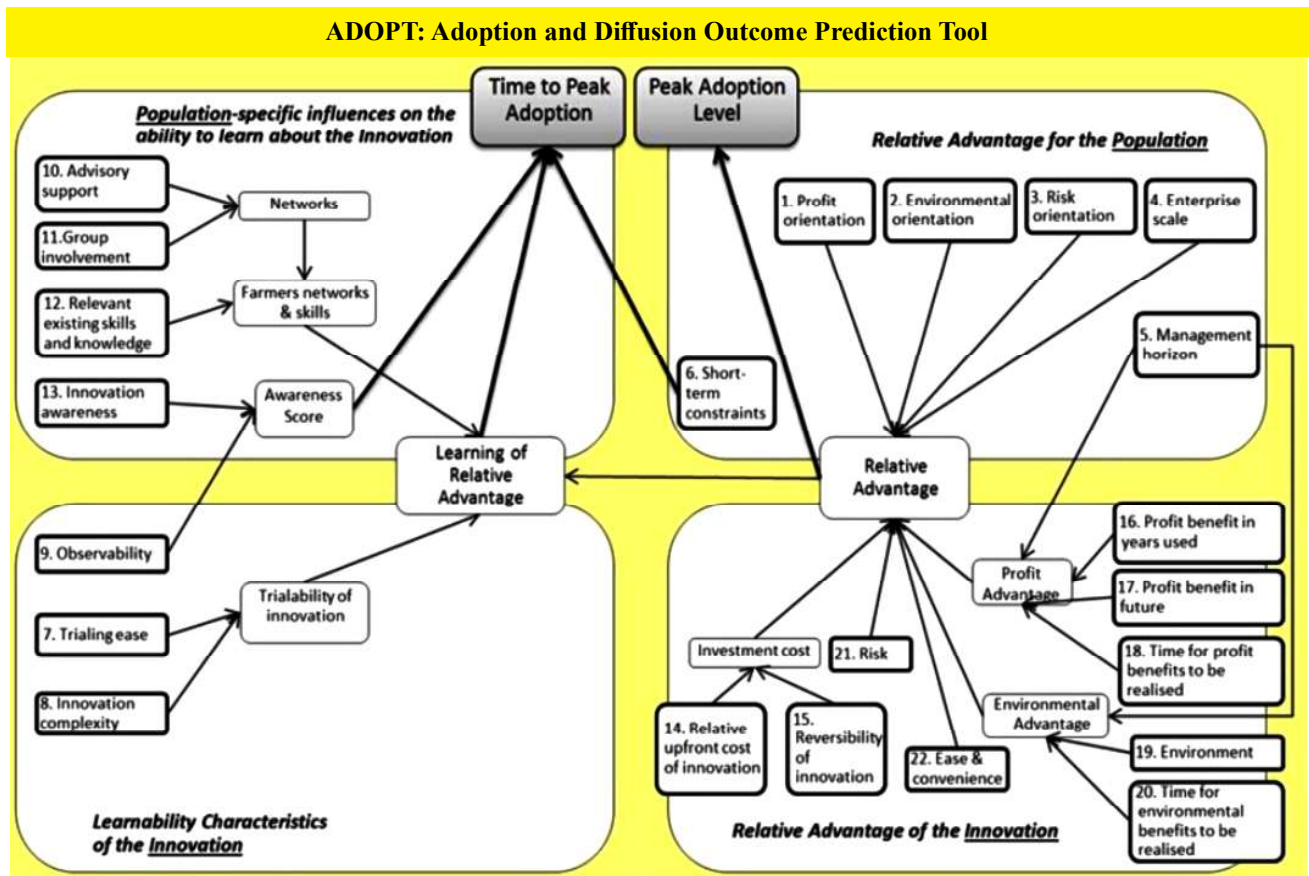 ADOPT: Adoption and Diffusion Outcome Prediction Tool
Time to Peak
Adoption
Peak Adoption
Level
Population-specific influences on the
ability to learn about the Innovation
10. Advisory
support
Networks
11.Group
involvement
12. Relevant
existing skills
and knowledge
Farmers networks
& skills
13. Innovation
awareness
Awareness
Score
Relative Advantage for the Population
1. Profit
orientation
2. Environmental
orientation
3. Risk
orientation
4. Enterprise
scale
5. Management
horizon
6. Short-
term
constraints
Learning of
Relative
Advantage
Relative
Advantage
9. Observability
Trialability of
innovation
7. Trialing ease
8. Innovation
complexity
Learnability Characteristics
of the Innovation
16. Profit benefit in
years used
Profit
Advantage
17. Profit benefit in
future
18. Time for profit
benefits to be
realised
Investment cost
21. Risk
Environmental
Advantage
14. Relative
upfront cost
of innovation
15.
Reversibility
of
innovation
22. Ease &
convenience
19. Environment
20. Time for
environmental
benefits to be
realised
Relative Advantage of the Innovation